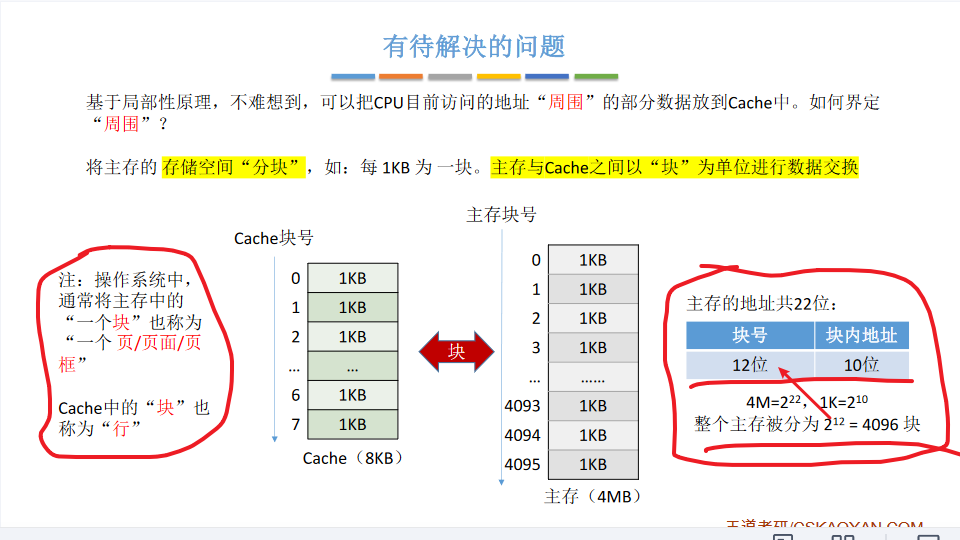 有待解决的问题
基于局部性原理，不难想到，可以把CPU目前访问的地址“周围”的部分数据放到Cache中。如何界定
“周围”？
将主存的 存储空间“分块”，如：每 1KB 为 一块。主存与Cache之间以“块”为单位进行数据交换
主存块号
Cache块号
注：操作系统中，
通常将主存中的
“一个块”也称为
“一个 页/页面/页
框”
Cache中的“块”也
称为“行”
0 1KB
1 1KB
2 1KB
... ...
6 1KB
7 1KB
Cache（8KB）
块
0 1KB
1 1KB
2 1KB
3 1KB
... ......
4093 1KB
4094 1KB
4095 1KB
主存（4MB）
主存的地址共22位：
块号 块内地址
12位 10位
4M=2²²，1K=2¹⁰
整个主存被分为 2¹² = 4096 块
王道考研/CSKAOYAN.COM